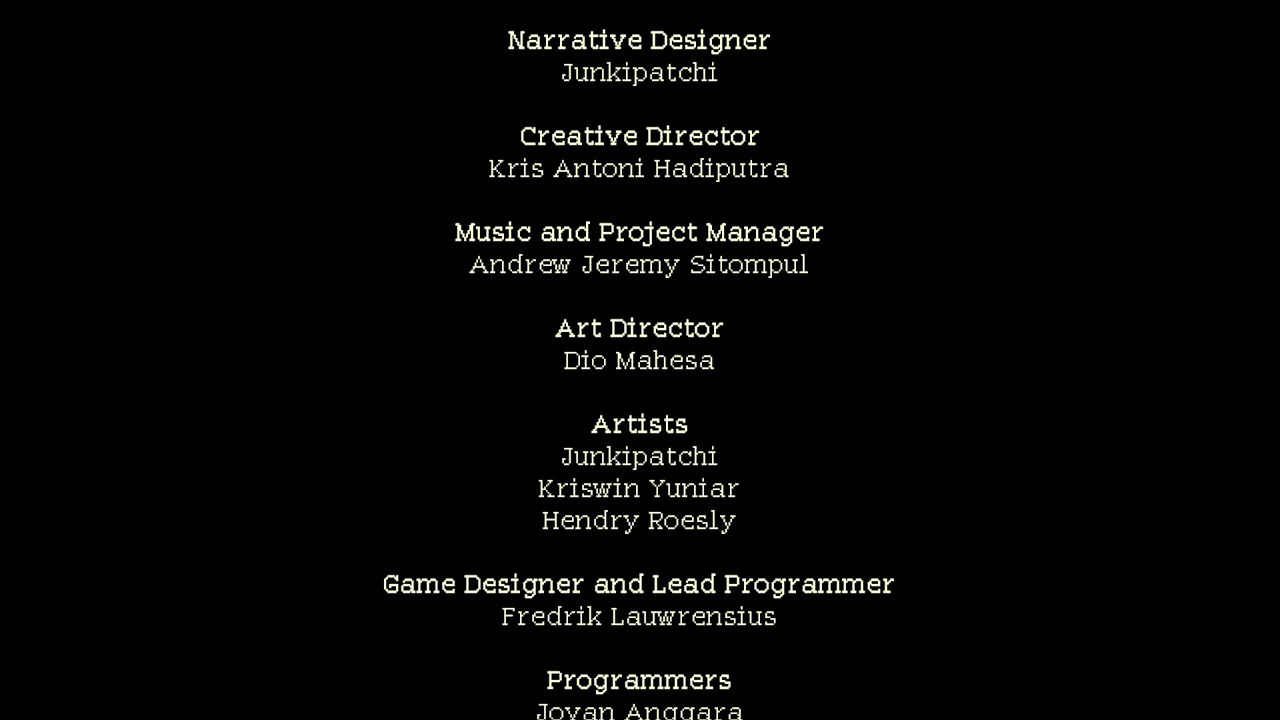 Narrative Designer
Junkipatchi
Creative Director
Kris Antoni Hadiputra
Music and Project Manager
Andrew Jeremy Sitompul
Art Director
Dio Mahesa
Artists
Junkipatchi
Kriswin Yuniar
Hendry Roesly
Game Designer and Lead Programmer
Fredrik Lauwrensius
Programmers
Jovan Anggara